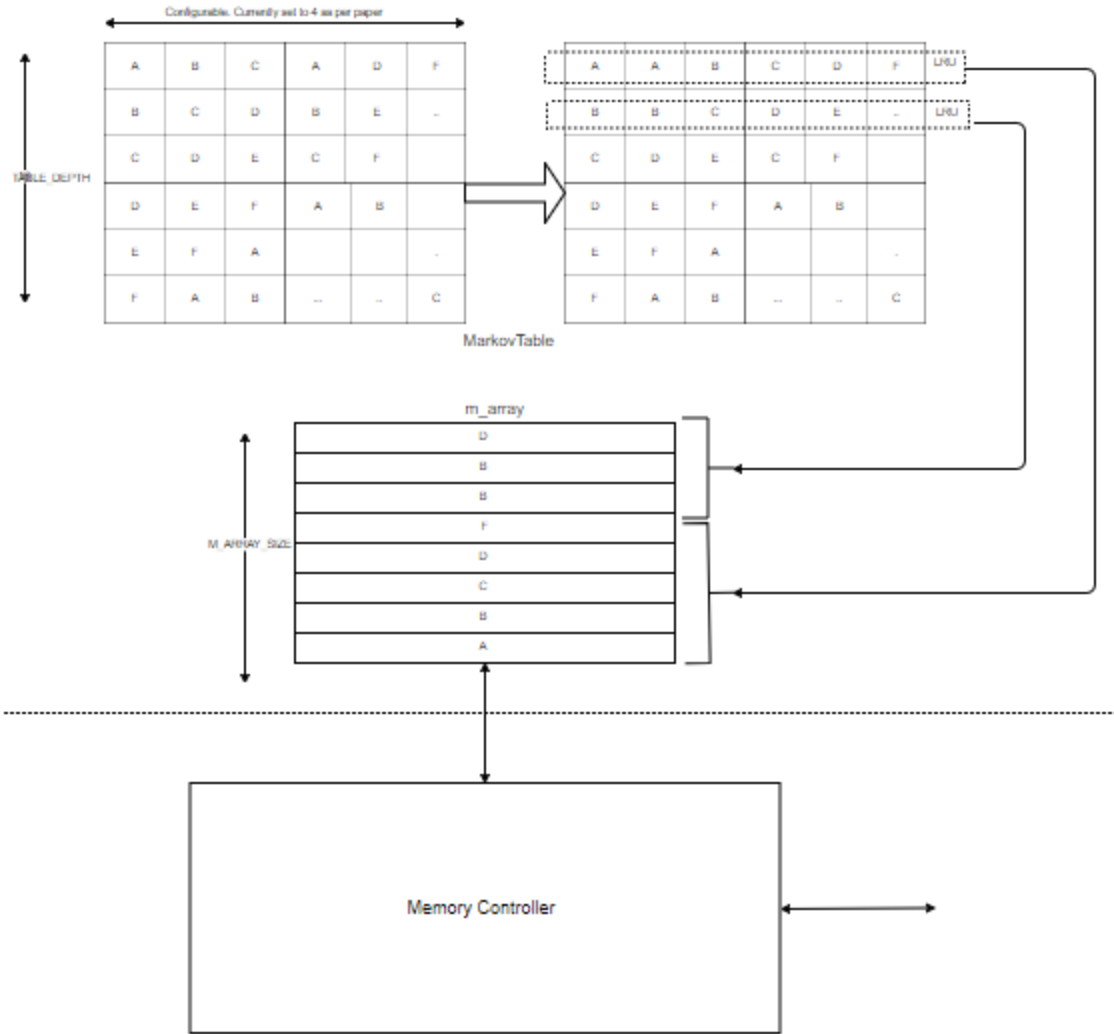 Configurable. Currently set to 4 as per paper
A B C A D F
B C D B E ..
C D E C F
D E F A B
E F A .
F A B ... .. C
TABLE_DEPTH
A A B C D F LRU
B B C D E .. LRU
C D E C F
D E F A B
E F A .
F A B ... .. C
MarkovTable
m_array
D
B
B
F
D
C
B
A
M_ARRAY_SIZE
Memory Controller